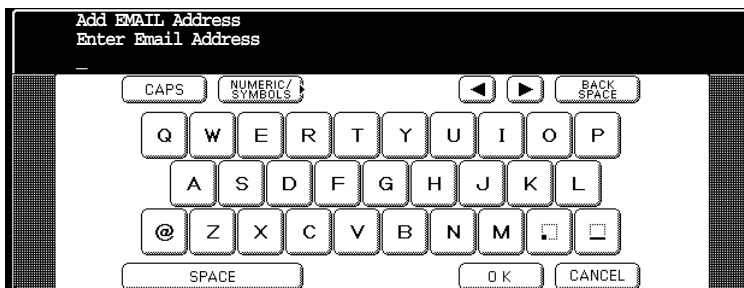 Add EMAIL Address
Enter Email Address
_
CAPS NUMERIC/ SYMBOLS BACK SPACE
Q W E R T Y U I O P
A S D F G H J K L
@ Z X C V B N M . _
SPACE OK CANCEL